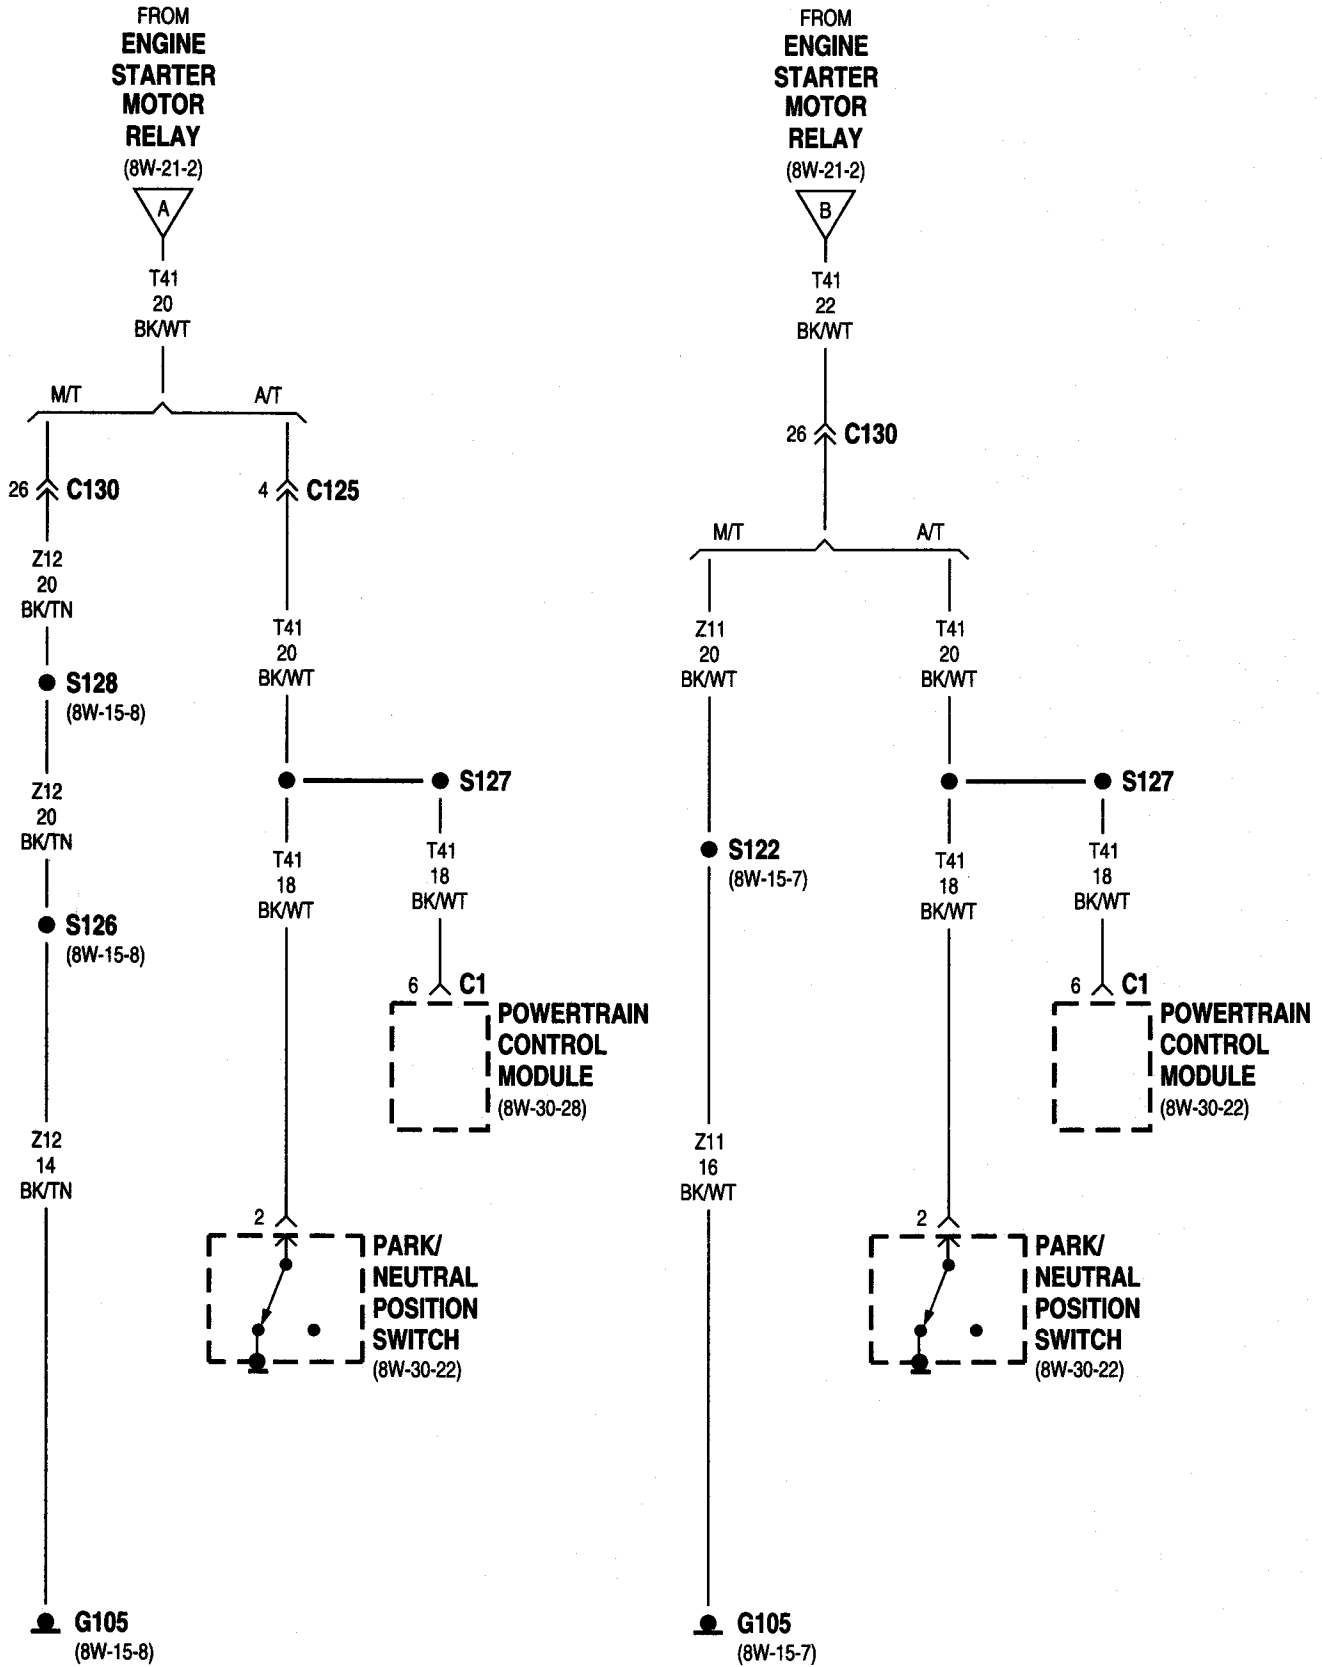 FROM
ENGINE
STARTER
MOTOR
RELAY
(8W-21-2)
A
T41
20
BK/WT
M/T
A/T
26
C130
4
C125
Z12
20
BK/TN
T41
20
BK/WT
S128
(8W-15-8)
Z12
20
BK/TN
S127
T41
18
BK/WT
T41
18
BK/WT
S126
(8W-15-8)
6
C1
POWERTRAIN
CONTROL
MODULE
(8W-30-28)
Z12
14
BK/TN
2
PARK/
NEUTRAL
POSITION
SWITCH
(8W-30-22)
G105
(8W-15-8)
FROM
ENGINE
STARTER
MOTOR
RELAY
(8W-21-2)
B
T41
22
BK/WT
26
C130
M/T
A/T
Z11
20
BK/WT
T41
20
BK/WT
S127
S122
(8W-15-7)
T41
18
BK/WT
T41
18
BK/WT
6
C1
POWERTRAIN
CONTROL
MODULE
(8W-30-22)
Z11
16
BK/WT
2
PARK/
NEUTRAL
POSITION
SWITCH
(8W-30-22)
G105
(8W-15-7)